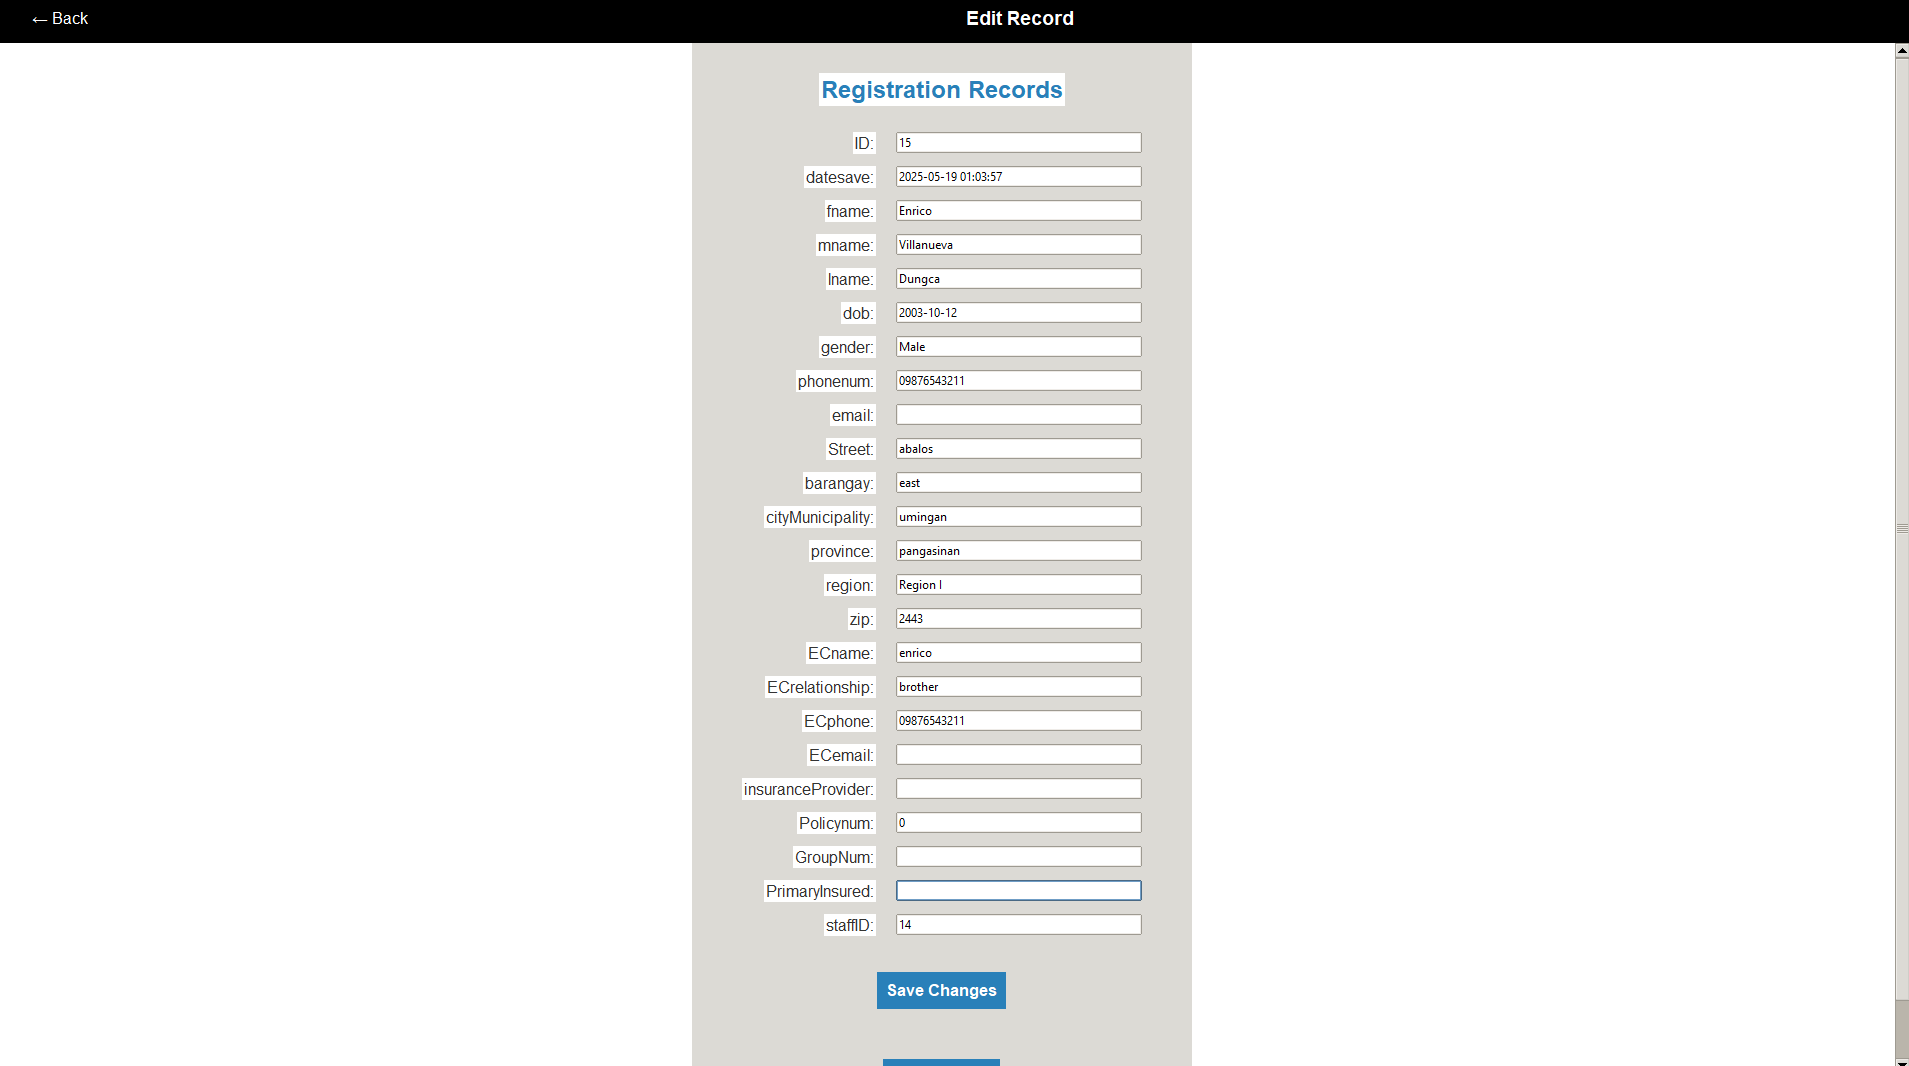 ← Back
Edit Record
Registration Records
ID: 15
datesave: 2025-05-19 01:03:57
fname: Enrico
mname: Villanueva
lname: Dungca
dob: 2003-10-12
gender: Male
phonenum: 09876543211
email:
Street: abalos
barangay: east
cityMunicipality: umingan
province: pangasinan
region: Region I
zip: 2443
ECname: enrico
ECrelationship: brother
ECphone: 09876543211
ECemail:
insuranceProvider:
Policynum: 0
GroupNum:
PrimaryInsured:
staffID: 14
Save Changes